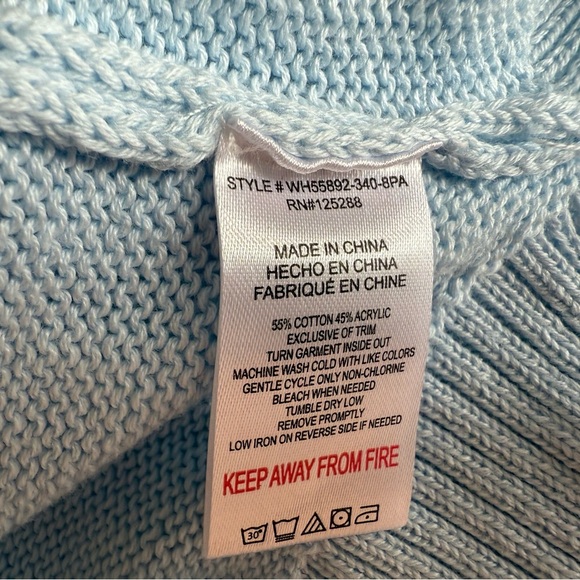 STYLE # WH55892-340-8PA
RN#125288
MADE IN CHINA
HECHO EN CHINA
FABRIQUÉ EN CHINE
55% COTTON 45% ACRYLIC
EXCLUSIVE OF TRIM
TURN GARMENT INSIDE OUT
MACHINE WASH COLD WITH LIKE COLORS
GENTLE CYCLE ONLY NON-CHLORINE
BLEACH WHEN NEEDED
TUMBLE DRY LOW
REMOVE PROMPTLY
LOW IRON ON REVERSE SIDE IF NEEDED
KEEP AWAY FROM FIRE
30°